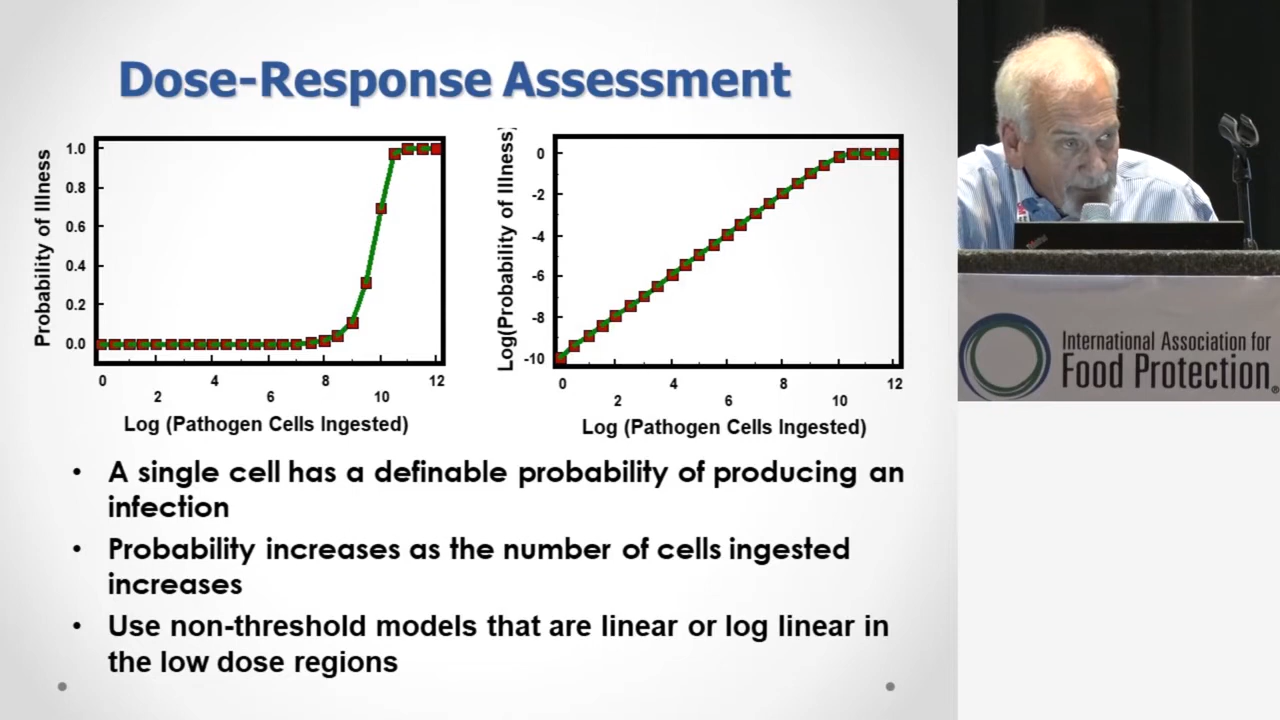 Dose-Response Assessment
Probability of Illness
1.0
0.8
0.6
0.4
0.2
0.0
0 4 8 12
2 6 10
Log (Pathogen Cells Ingested)
Log(Probability of Illness)
0
-2
-4
-6
-8
-10
0 4 8 12
2 6 10
Log (Pathogen Cells Ingested)
• A single cell has a definable probability of producing an
infection
• Probability increases as the number of cells ingested
increases
• Use non-threshold models that are linear or log linear in
the low dose regions
International Association for
Food Protection®